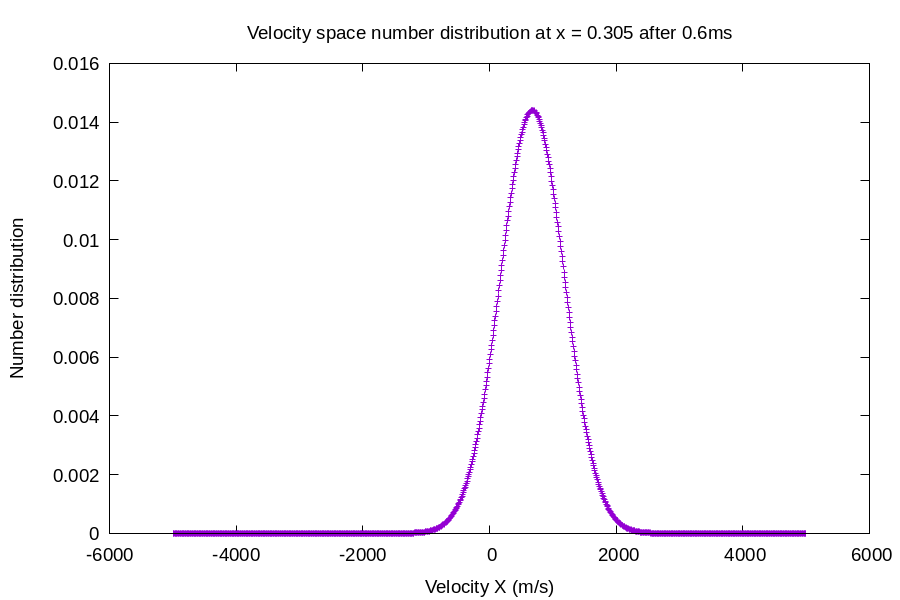 Velocity space number distribution at x = 0.305 after 0.6ms
0.016
0.014
0.012
0.01
0.008
0.006
0.004
0.002
0
Number distribution
-6000 -4000 -2000 0 2000 4000 6000
Velocity X (m/s)